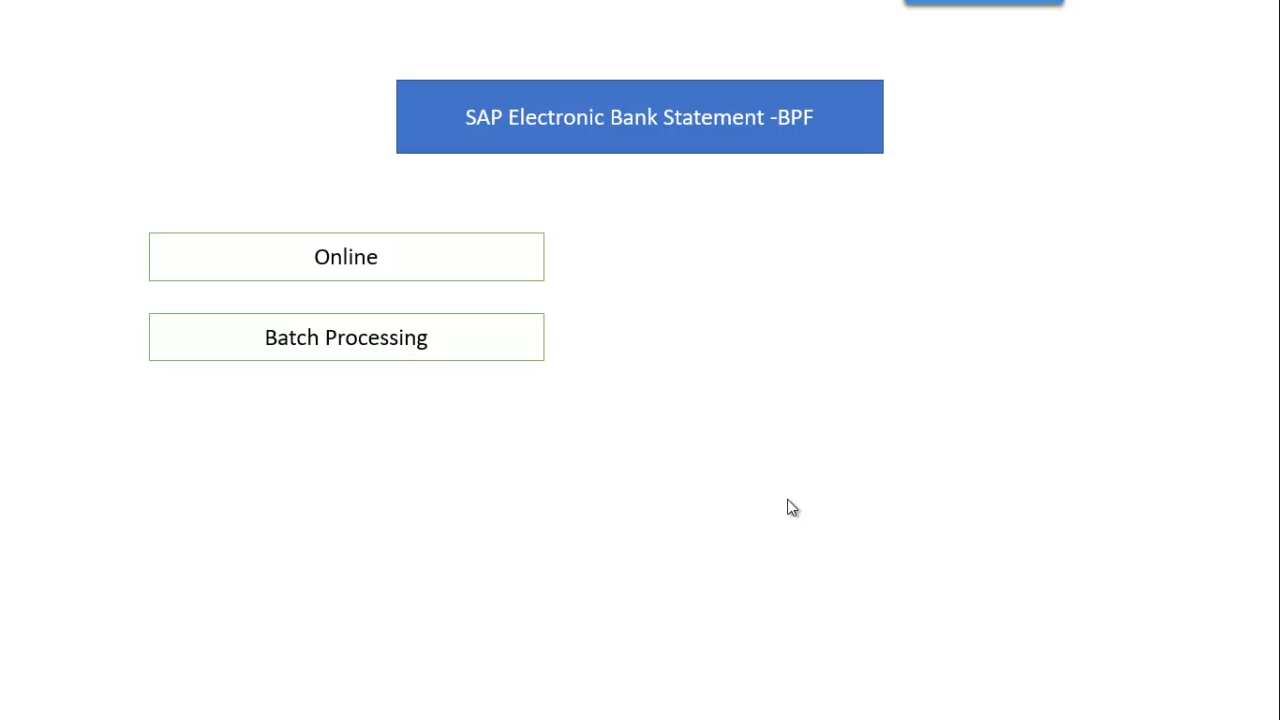 SAP Electronic Bank Statement -BPF
Online
Batch Processing